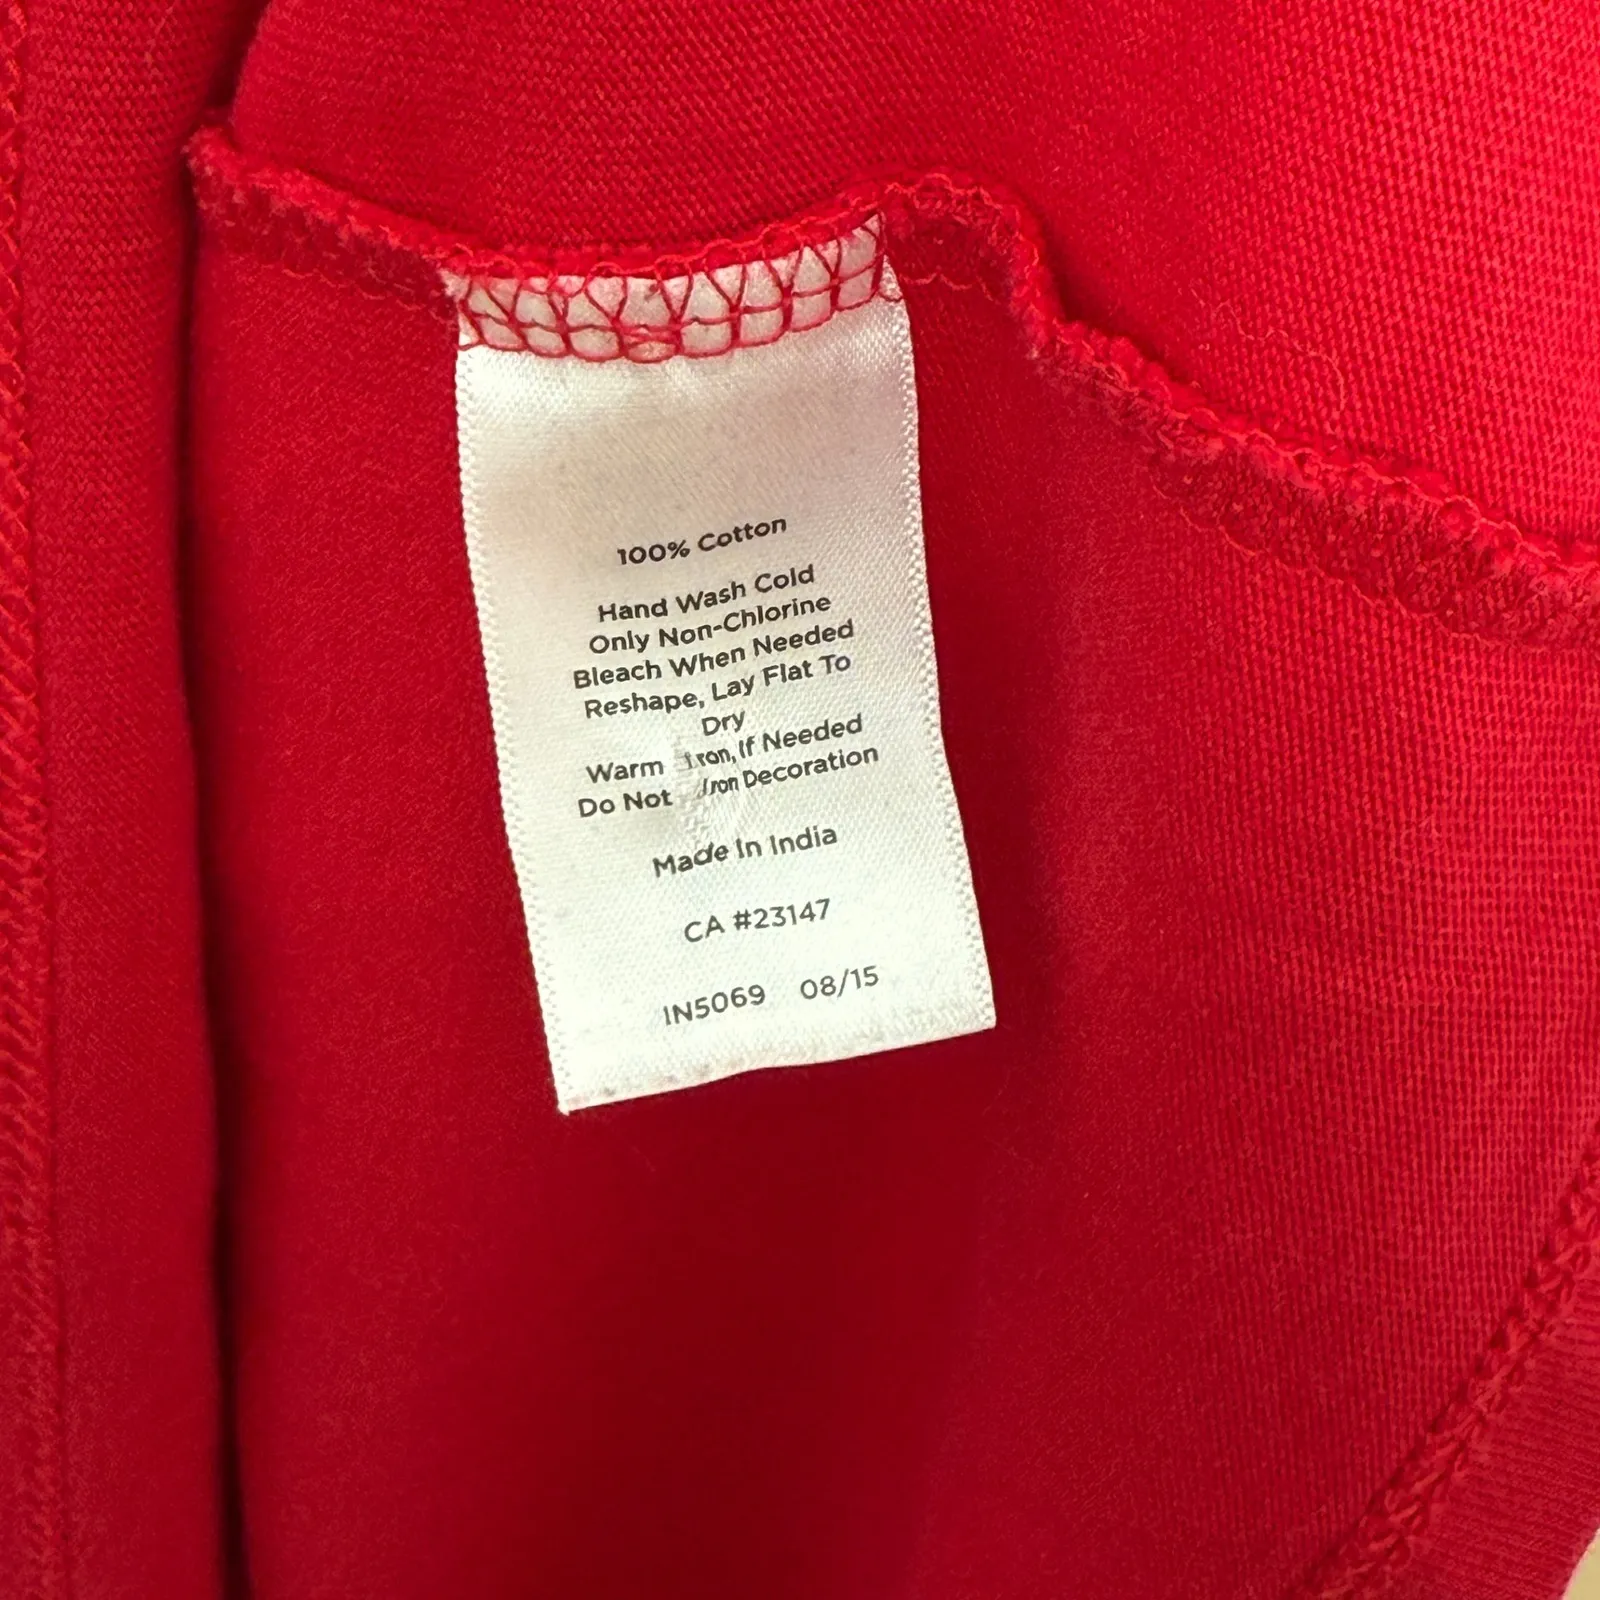 100% Cotton
Hand Wash Cold
Only Non-Chlorine
Bleach When Needed
Reshape, Lay Flat To
Dry
Warm Iron, If Needed
Do Not Iron Decoration
Made In India
CA #23147
IN5069 08/15